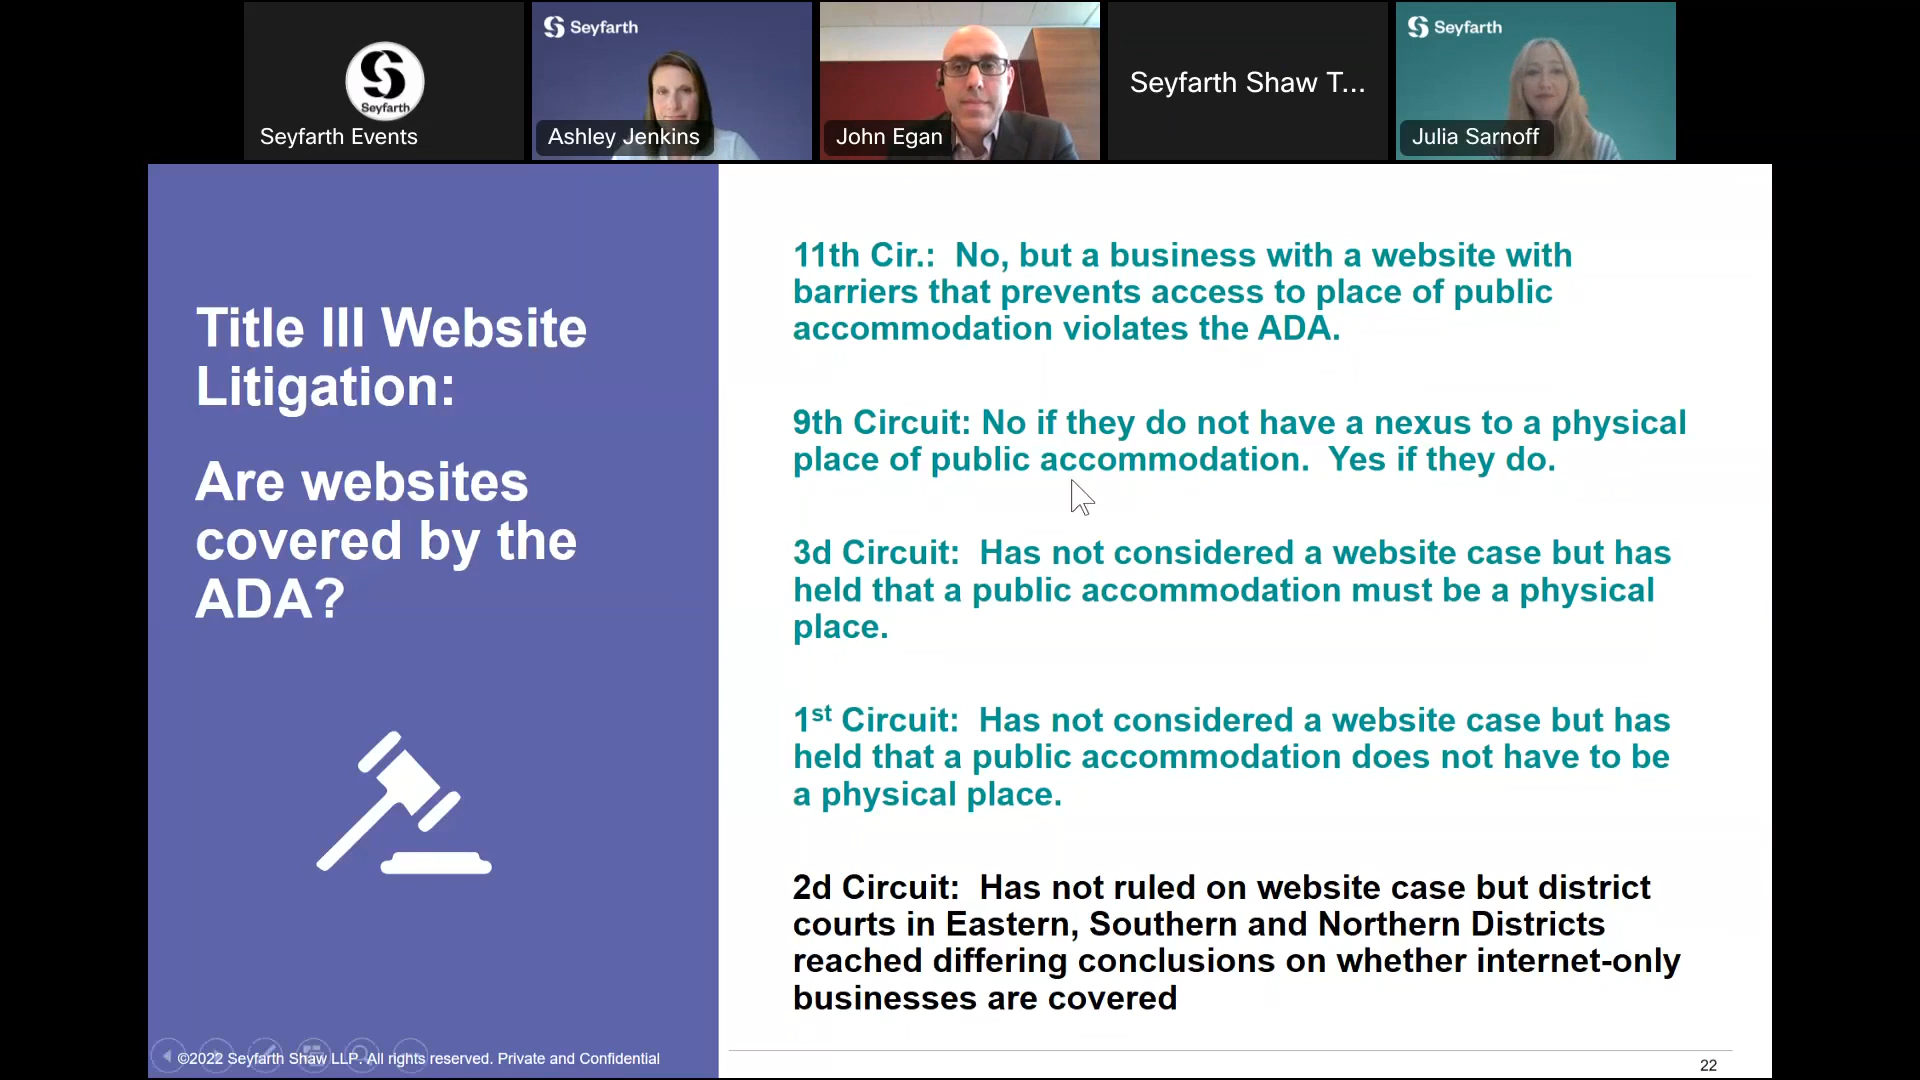 Seyfarth
Seyfarth Events
Seyfarth
Ashley Jenkins
John Egan
Seyfarth Shaw T...
Seyfarth
Julia Sarnoff
Title III Website
Litigation:
Are websites
covered by the
ADA?
11th Cir.:  No, but a business with a website with
barriers that prevents access to place of public
accommodation violates the ADA.
9th Circuit: No if they do not have a nexus to a physical
place of public accommodation.  Yes if they do.
3d Circuit:  Has not considered a website case but has
held that a public accommodation must be a physical
place.
1st Circuit:  Has not considered a website case but has
held that a public accommodation does not have to be
a physical place.
2d Circuit:  Has not ruled on website case but district
courts in Eastern, Southern and Northern Districts
reached differing conclusions on whether internet-only
businesses are covered
©2022 Seyfarth Shaw LLP. All rights reserved. Private and Confidential
22